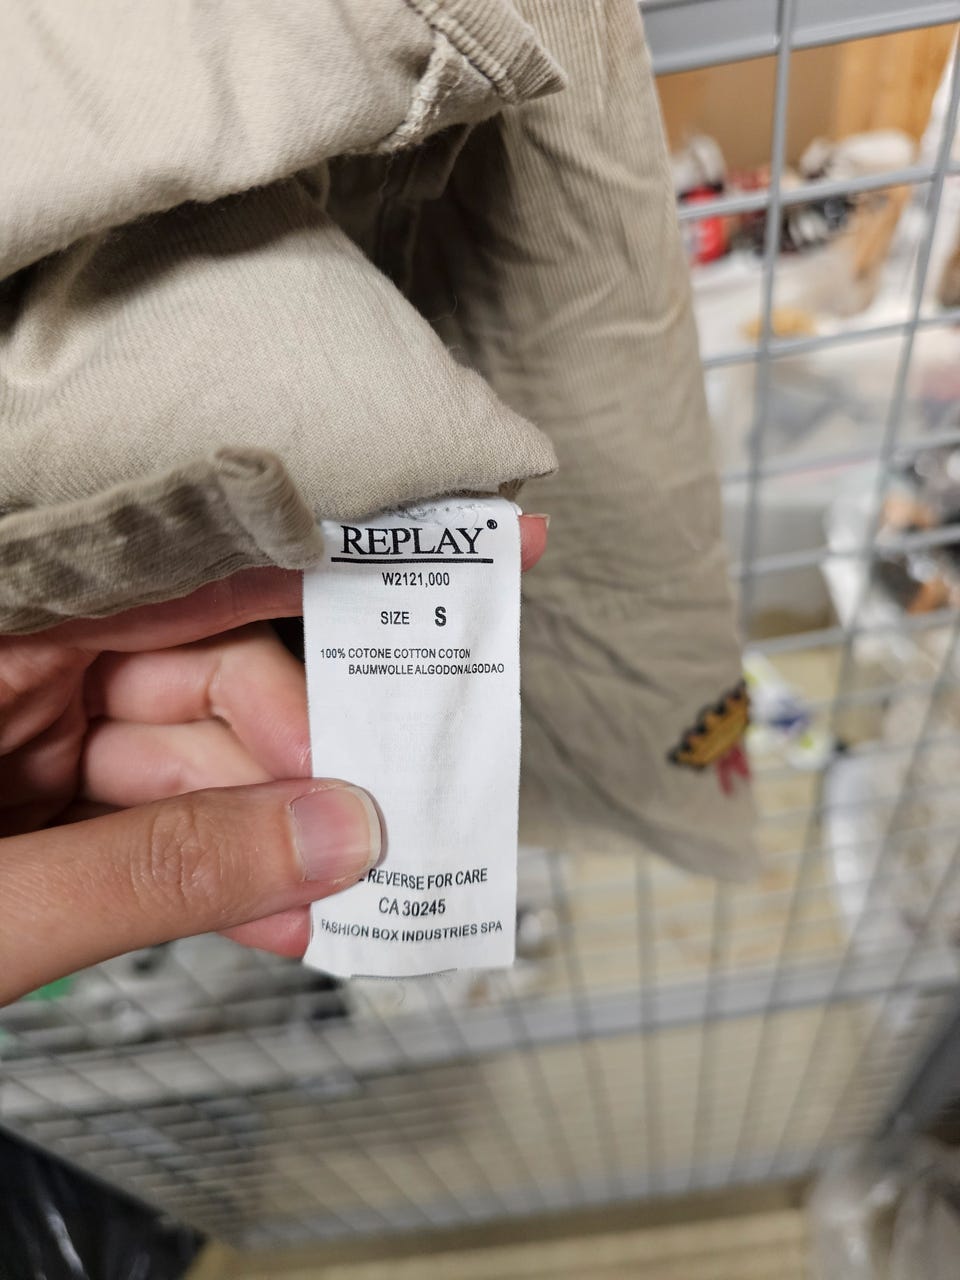 REPLAY®
W2121,000
SIZE S
100% COTONE COTTON COTON
BAUMWOLLE ALGODON ALGODAO
REVERSE FOR CARE
CA 30245
FASHION BOX INDUSTRIES SPA